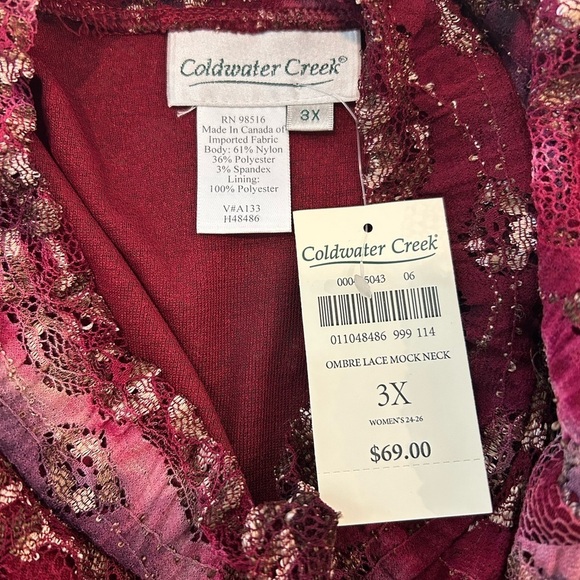 Coldwater Creek®
3X
RN 98516
Made In Canada of
Imported Fabric
Body: 61% Nylon
36% Polyester
3% Spandex
Lining:
100% Polyester
V#A133
H48486
Coldwater Creek®
5043 06
011048486 999 114
OMBRE LACE MOCK NECK
3X
WOMEN'S 24-26
$69.00